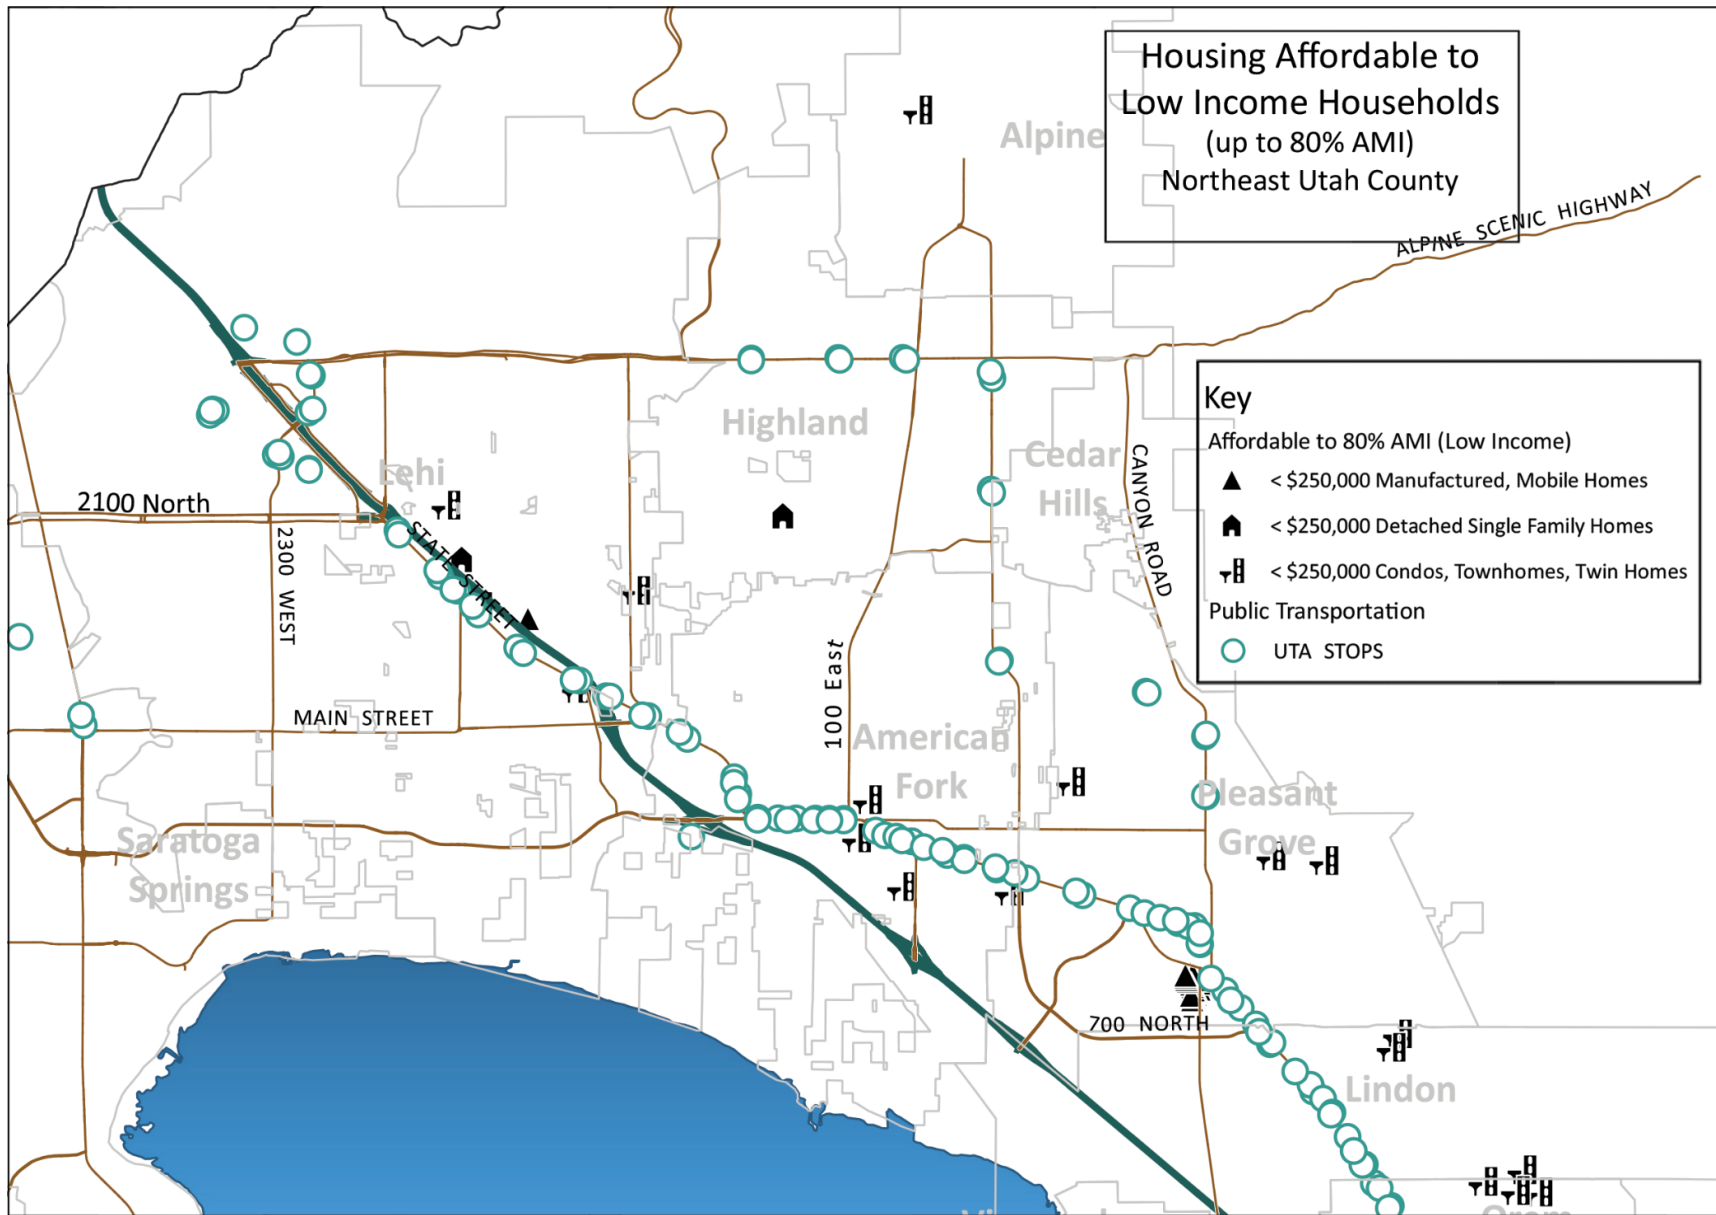 Housing Affordable to
Low Income Households
(up to 80% AMI)
Northeast Utah County
Alpine
ALPINE SCENIC HIGHWAY
Key
Affordable to 80% AMI (Low Income)
< $250,000 Manufactured, Mobile Homes
< $250,000 Detached Single Family Homes
< $250,000 Condos, Townhomes, Twin Homes
Public Transportation
UTA STOPS
Highland
Cedar
Hills
Lehi
CANYON ROAD
2100 North
2300 WEST
STATE STREET
100 East
MAIN STREET
American
Fork
Pleasant
Grove
Saratoga
Springs
700 NORTH
Lindon